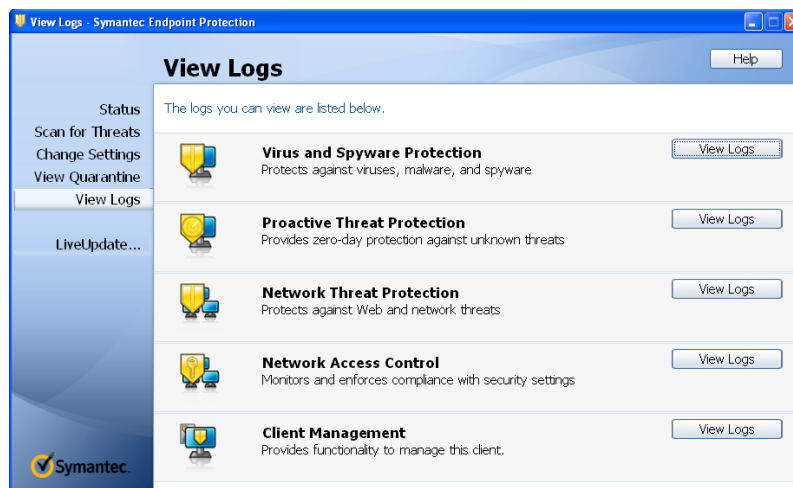 View Logs - Symantec Endpoint Protection
View Logs
Help
Status
Scan for Threats
Change Settings
View Quarantine
View Logs
LiveUpdate...
The logs you can view are listed below.
Virus and Spyware Protection
Protects against viruses, malware, and spyware
View Logs
Proactive Threat Protection
Provides zero-day protection against unknown threats
View Logs
Network Threat Protection
Protects against Web and network threats
View Logs
Network Access Control
Monitors and enforces compliance with security settings
View Logs
Client Management
Provides functionality to manage this client.
View Logs
Symantec.